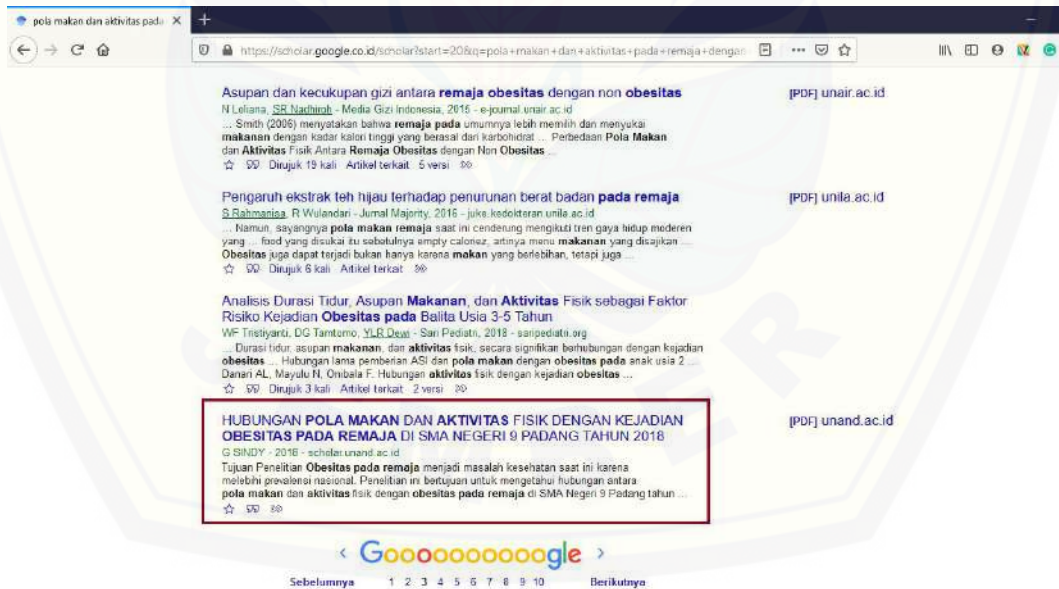 pola makan dan aktivitas pada
https://scholar.google.co.id/scholar?start=20&q=pola+makan+dan+aktivitas+pada+remaja+dengan
Asupan dan kecukupan gizi antara remaja obesitas dengan non obesitas
[PDF] unair.ac.id
N Loliana, SR Nadhiroh - Media Gizi Indonesia, 2015 - e-journal.unair.ac.id
... Smith (2006) menyatakan bahwa remaja pada umumnya lebih memilih dan menyukai
makanan dengan kadar kalori tinggi yang berasal dari karbohidrat ... Perbedaan Pola Makan
dan Aktivitas Fisik Antara Remaja Obesitas dengan Non Obesitas ...
Dirujuk 19 kali Artikel terkait 5 versi
Pengaruh ekstrak teh hijau terhadap penurunan berat badan pada remaja
[PDF] unila.ac.id
S Rahmanisa, R Wulandari - Jurnal Majority, 2016 - juke.kedokteran.unila.ac.id
... Namun, sayangnya pola makan remaja saat ini cenderung mengikuti tren gaya hidup moderen
yang ... food yang disukai itu sebetulnya empty calories, artinya menu makanan yang disajikan ...
Obesitas juga dapat terjadi bukan hanya karena makan yang berlebihan, tetapi juga ...
Dirujuk 6 kali Artikel terkait
Analisis Durasi Tidur, Asupan Makanan, dan Aktivitas Fisik sebagai Faktor
Risiko Kejadian Obesitas pada Balita Usia 3-5 Tahun
WF Tristiyanti, DG Tamtomo, YLR Dewi - Sari Pediatri, 2018 - saripediatri.org
... Durasi tidur, asupan makanan, dan aktivitas fisik, secara signifikan berhubungan dengan kejadian
obesitas ... Hubungan lama pemberian ASI dan pola makan dengan obesitas pada anak usia 2 ...
Danari AL, Mayulu N, Onibala F. Hubungan aktivitas fisik dengan kejadian obesitas ...
Dirujuk 3 kali Artikel terkait 2 versi
HUBUNGAN POLA MAKAN DAN AKTIVITAS FISIK DENGAN KEJADIAN
OBESITAS PADA REMAJA DI SMA NEGERI 9 PADANG TAHUN 2018
[PDF] unand.ac.id
G SINDY - 2018 - scholar.unand.ac.id
Tujuan Penelitian Obesitas pada remaja menjadi masalah kesehatan saat ini karena
melebihi prevalensi nasional. Penelitian ini bertujuan untuk mengetahui hubungan antara
pola makan dan aktivitas fisik dengan obesitas pada remaja di SMA Negeri 9 Padang tahun ...
Goooooooooogle
Sebelumnya 1 2 3 4 5 6 7 8 9 10 Berikutnya